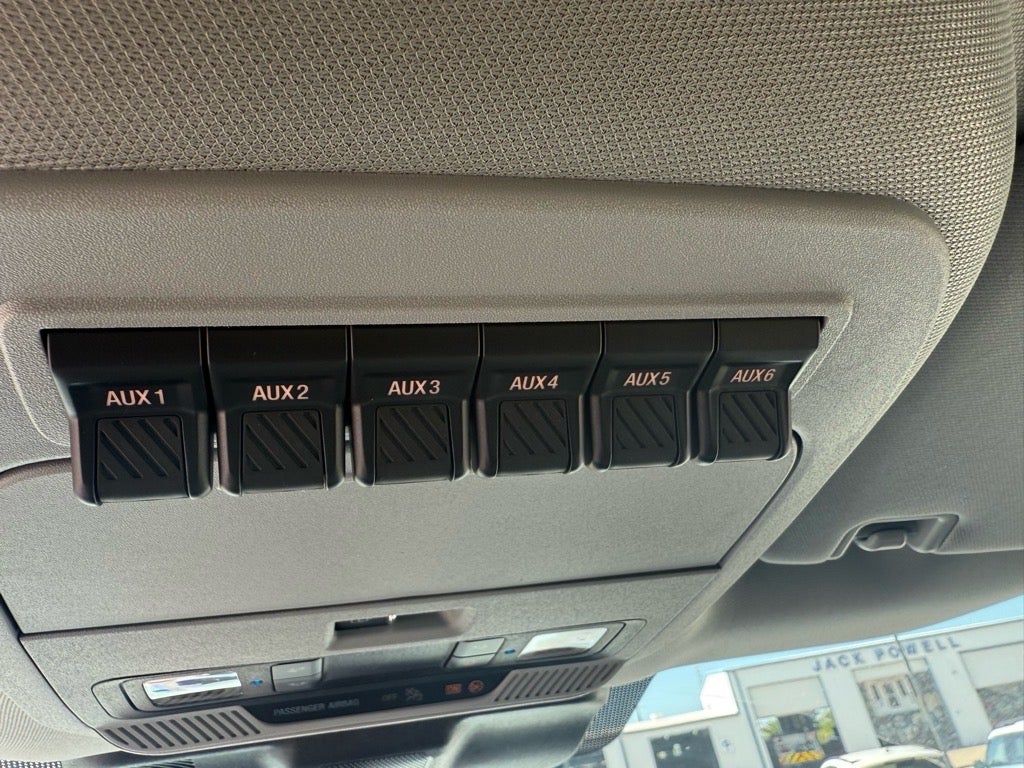 AUX 1
AUX 2
AUX 3
AUX 4
AUX 5
AUX 6
PASSENGER AIRBAG OFF
JACK POWELL